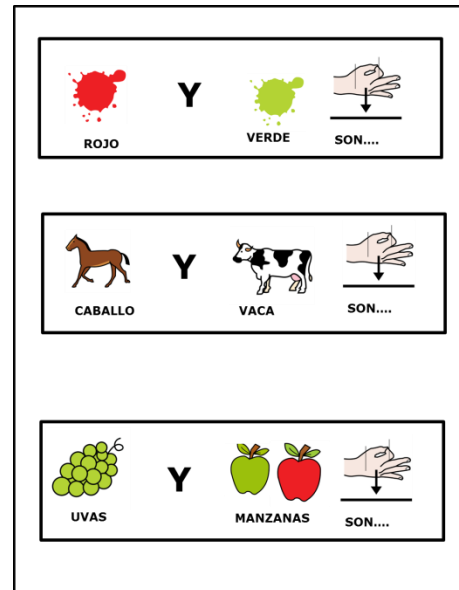 Y
ROJO VERDE SON....
Y
CABALLO VACA SON....
Y
UVAS MANZANAS SON....